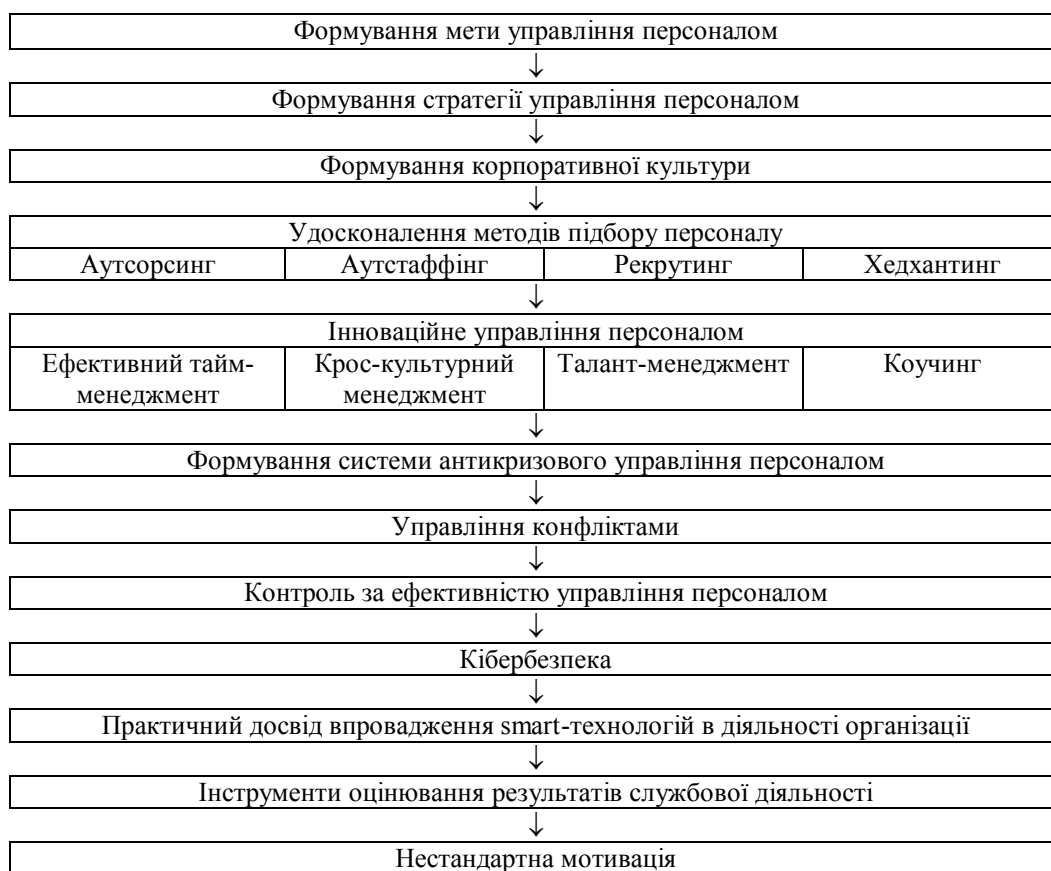 Формування мети управління персоналом
↓
Формування стратегії управління персоналом
↓
Формування корпоративної культури
↓
Удосконалення методів підбору персоналу
Аутсорсинг Аутстаффінг Рекрутинг Хедхантинг
↓
Інноваційне управління персоналом
Ефективний тайм- Крос-культурний Талант-менеджмент Коучинг
менеджмент менеджмент
↓
Формування системи антикризового управління персоналом
↓
Управління конфліктами
↓
Контроль за ефективністю управління персоналом
↓
Кібербезпека
↓
Практичний досвід впровадження smart-технологій в діяльності організації
↓
Інструменти оцінювання результатів службової діяльності
↓
Нестандартна мотивація